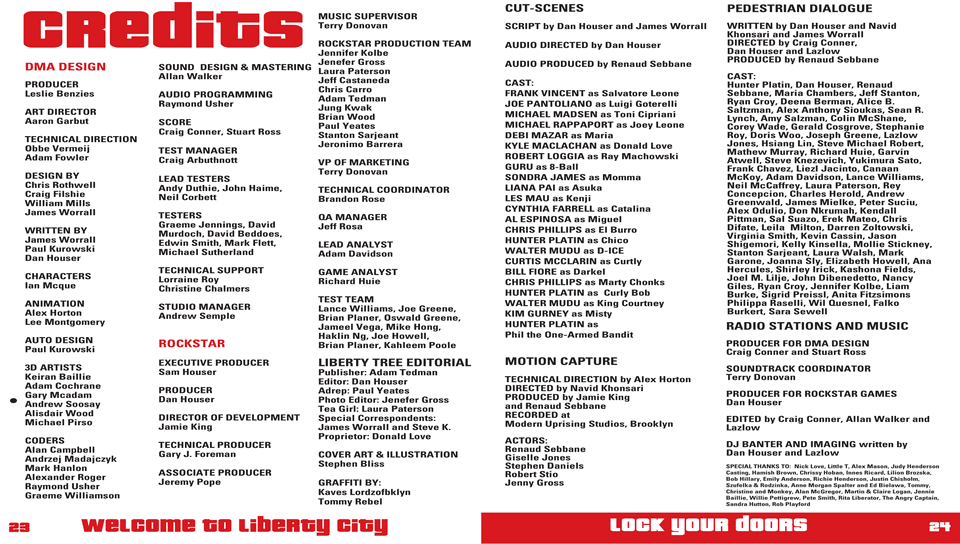 Credits
DMA DESIGN
PRODUCER
Leslie Benzies
ART DIRECTOR
Aaron Garbut
TECHNICAL DIRECTION
Obbe Vermeij
Adam Fowler
DESIGN BY
Chris Rothwell
Craig Filshie
William Mills
James Worrall
WRITTEN BY
James Worrall
Paul Kurowski
Dan Houser
CHARACTERS
Ian Mcque
ANIMATION
Alex Horton
Lee Montgomery
AUTO DESIGN
Paul Kurowski
3D ARTISTS
Keiran Baillie
Adam Cochrane
Gary Mcadam
Andrew Soosay
Alisdair Wood
Michael Pirso
CODERS
Alan Campbell
Andrzej Madajczyk
Mark Hanlon
Alexander Roger
Raymond Usher
Graeme Williamson
SOUND DESIGN & MASTERING
Allan Walker
AUDIO PROGRAMMING
Raymond Usher
SCORE
Craig Conner, Stuart Ross
TEST MANAGER
Craig Arbuthnott
LEAD TESTERS
Andy Duthie, John Haime,
Neil Corbett
TESTERS
Graeme Jennings, David
Murdoch, David Beddoes,
Edwin Smith, Mark Flett,
Michael Sutherland
TECHNICAL SUPPORT
Lorraine Roy
Christine Chalmers
STUDIO MANAGER
Andrew Semple
ROCKSTAR
EXECUTIVE PRODUCER
Sam Houser
PRODUCER
Dan Houser
DIRECTOR OF DEVELOPMENT
Jamie King
TECHNICAL PRODUCER
Gary J. Foreman
ASSOCIATE PRODUCER
Jeremy Pope
MUSIC SUPERVISOR
Terry Donovan
ROCKSTAR PRODUCTION TEAM
Jennifer Kolbe
Jenefer Gross
Laura Paterson
Jeff Castaneda
Chris Carro
Adam Tedman
Jung Kwak
Brian Wood
Paul Yeates
Stanton Sarjeant
Jeronimo Barrera
VP OF MARKETING
Terry Donovan
TECHNICAL COORDINATOR
Brandon Rose
QA MANAGER
Jeff Rosa
LEAD ANALYST
Adam Davidson
GAME ANALYST
Richard Huie
TEST TEAM
Lance Williams, Joe Greene,
Brian Planer, Oswald Greene,
Jameel Vega, Mike Hong,
Haklin Ng, Joe Howell,
Brian Planer, Kahleem Poole
LIBERTY TREE EDITORIAL
Publisher: Adam Tedman
Editor: Dan Houser
Adrep: Paul Yeates
Photo Editor: Jenefer Gross
Tea Girl: Laura Paterson
Special Correspondents:
James Worrall and Steve K.
Proprietor: Donald Love
COVER ART & ILLUSTRATION
Stephen Bliss
GRAFFITI BY:
Kaves Lordzofbklyn
Tommy Rebel
23 Welcome to Liberty City
CUT-SCENES
SCRIPT by Dan Houser and James Worrall
AUDIO DIRECTED by Dan Houser
AUDIO PRODUCED by Renaud Sebbane
CAST:
FRANK VINCENT as Salvatore Leone
JOE PANTOLIANO as Luigi Goterelli
MICHAEL MADSEN as Toni Cipriani
MICHAEL RAPPAPORT as Joey Leone
DEBI MAZAR as Maria
KYLE MACLACHAN as Donald Love
ROBERT LOGGIA as Ray Machowski
GURU as 8-Ball
SONDRA JAMES as Momma
LIANA PAI as Asuka
LES MAU as Kenji
CYNTHIA FARRELL as Catalina
AL ESPINOSA as Miguel
CHRIS PHILLIPS as El Burro
HUNTER PLATIN as Chico
WALTER MUDU as D-ICE
CURTIS MCCLARIN as Curtly
BILL FIORE as Darkel
CHRIS PHILLIPS as Marty Chonks
HUNTER PLATIN as Curly Bob
WALTER MUDU as King Courtney
KIM GURNEY as Misty
HUNTER PLATIN as
Phil the One-Armed Bandit
MOTION CAPTURE
TECHNICAL DIRECTION by Alex Horton
DIRECTED by Navid Khonsari
PRODUCED by Jamie King
and Renaud Sebbane
RECORDED at
Modern Uprising Studios, Brooklyn
ACTORS:
Renaud Sebbane
Giselle Jones
Stephen Daniels
Robert Stio
Jenny Gross
PEDESTRIAN DIALOGUE
WRITTEN by Dan Houser and Navid
Khonsari and James Worrall
DIRECTED by Craig Conner,
Dan Houser and Lazlow
PRODUCED by Renaud Sebbane
CAST:
Hunter Platin, Dan Houser, Renaud
Sebbane, Maria Chambers, Jeff Stanton,
Ryan Croy, Deena Berman, Alice B.
Saltzman, Alex Anthony Sioukas, Sean R.
Lynch, Amy Salzman, Colin McShane,
Corey Wade, Gerald Cosgrove, Stephanie
Roy, Doris Woo, Joseph Greene, Lazlow
Jones, Hsiang Lin, Steve Michael Robert,
Mathew Murray, Richard Huie, Garvin
Atwell, Steve Knezevich, Yukimura Sato,
Frank Chavez, Liezl Jacinto, Canaan
McKoy, Adam Davidson, Lance Williams,
Neil McCaffrey, Laura Paterson, Rey
Concepcion, Charles Herold, Andrew
Greenwald, James Mielke, Peter Suciu,
Alex Odulio, Don Nkrumah, Kendall
Pittman, Sal Suazo, Erek Mateo, Chris
Difate, Leila Milton, Darren Zoltowski,
Virginia Smith, Kevin Cassin, Jason
Shigemori, Kelly Kinsella, Mollie Stickney,
Stanton Sarjeant, Laura Walsh, Mark
Garone, Joanna Sly, Elizabeth Howell, Ana
Hercules, Shirley Irick, Kashona Fields,
Joel M. Lilje, John Dibenedetto, Nancy
Giles, Ryan Croy, Jennifer Kolbe, Liam
Burke, Sigrid Preissl, Anita Fitzsimons
Philippa Raselli, Wil Quesnel, Falko
Burkert, Sara Sewell
RADIO STATIONS AND MUSIC
PRODUCER FOR DMA DESIGN
Craig Conner and Stuart Ross
SOUNDTRACK COORDINATOR
Terry Donovan
PRODUCER FOR ROCKSTAR GAMES
Dan Houser
EDITED by Craig Conner, Allan Walker and
Lazlow
DJ BANTER AND IMAGING written by
Dan Houser and Lazlow
SPECIAL THANKS TO: Nick Love, Little T, Alex Mason, Judy Henderson
Casting, Hamish Brown, Chrissy Hoban, Innes Ricard, Lilion Brozska,
Bob Hillary, Emily Anderson, Richie Henderson, Justin Chisholm,
Szufelka & Rodzinka, Anne Morgan Spalter and Ed Bielawa, Tommy,
Christine and Monkey, Alan McGregor, Martin & Claire Logan, Jennie
Baillie, Willie Pettigrew, Pete Smith, Rita Liberator, The Angry Captain,
Sandra Hutton, Rob Playford
Lock your doors 24